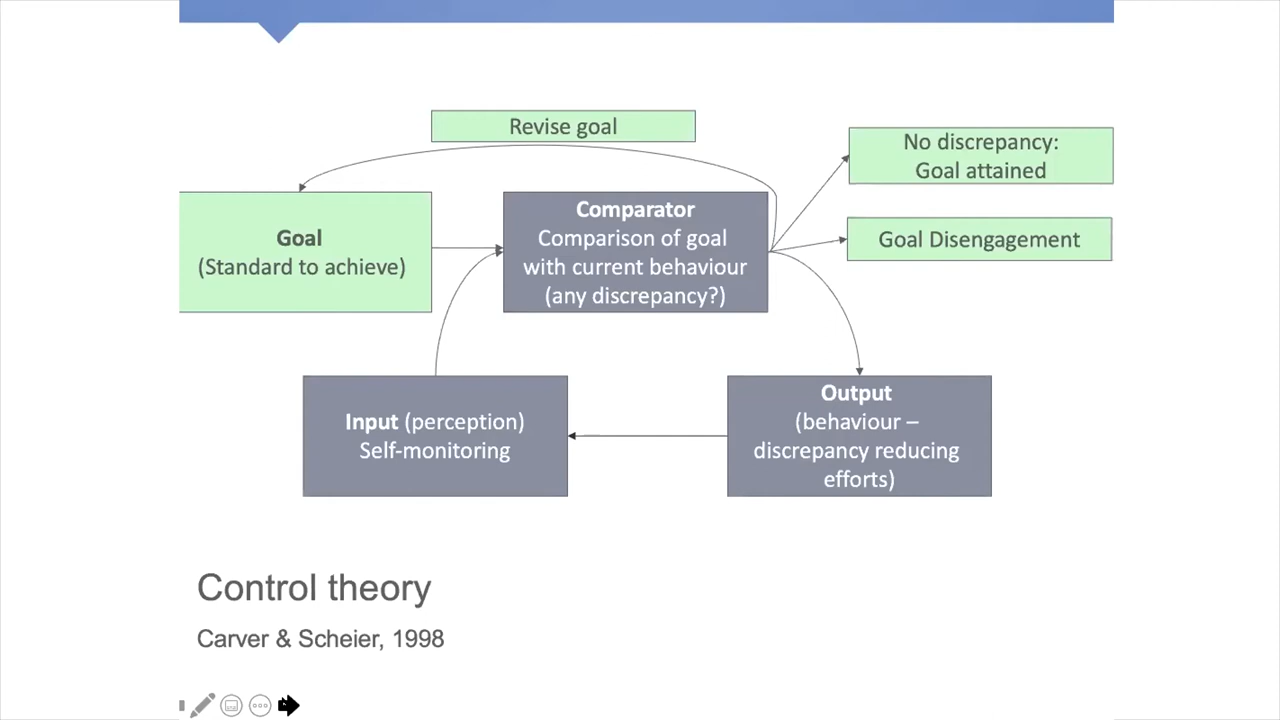 Revise goal
No discrepancy:
Goal attained
Goal
(Standard to achieve)
Comparator
Comparison of goal
with current behaviour
(any discrepancy?)
Goal Disengagement
Input (perception)
Self-monitoring
Output
(behaviour –
discrepancy reducing
efforts)
Control theory
Carver & Scheier, 1998